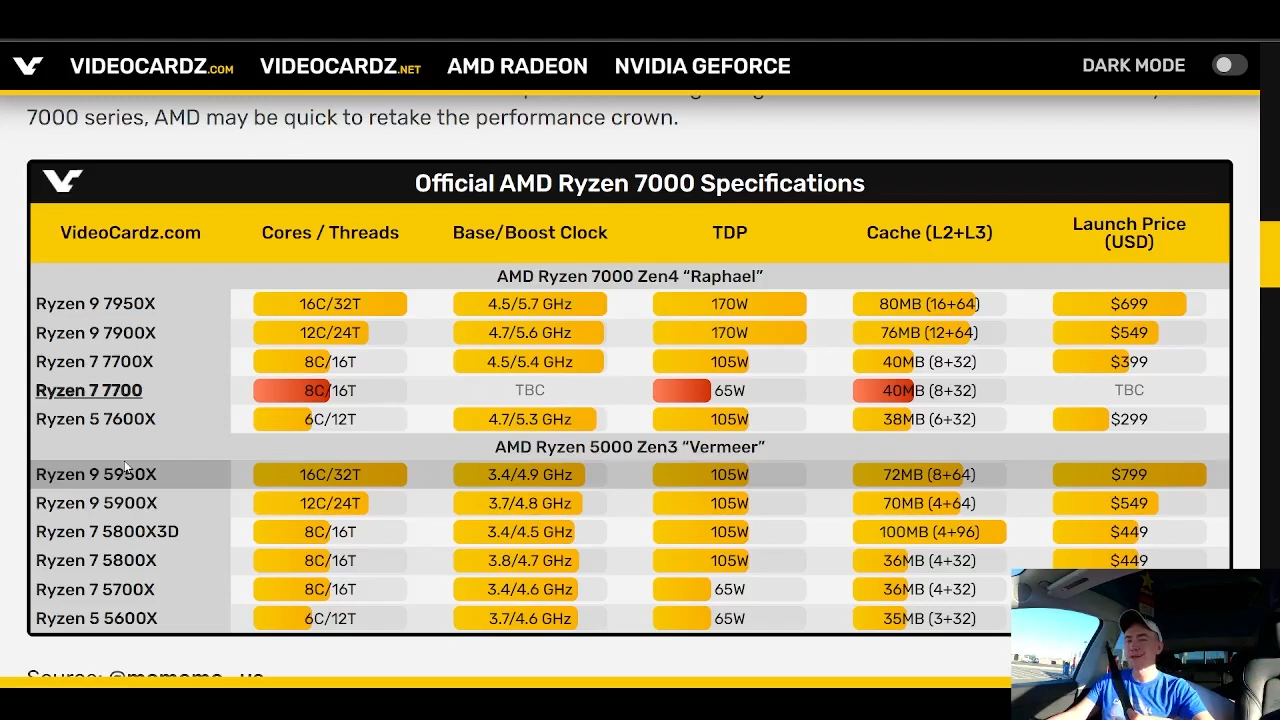 VIDEOCARDZ.COM VIDEOCARDZ.NET AMD RADEON NVIDIA GEFORCE DARK MODE
7000 series, AMD may be quick to retake the performance crown.
Official AMD Ryzen 7000 Specifications
VideoCardz.com Cores / Threads Base/Boost Clock TDP Cache (L2+L3) Launch Price (USD)
AMD Ryzen 7000 Zen4 “Raphael”
Ryzen 9 7950X 16C/32T 4.5/5.7 GHz 170W 80MB (16+64) $699
Ryzen 9 7900X 12C/24T 4.7/5.6 GHz 170W 76MB (12+64) $549
Ryzen 7 7700X 8C/16T 4.5/5.4 GHz 105W 40MB (8+32) $399
Ryzen 7 7700 8C/16T TBC 65W 40MB (8+32) TBC
Ryzen 5 7600X 6C/12T 4.7/5.3 GHz 105W 38MB (6+32) $299
AMD Ryzen 5000 Zen3 “Vermeer”
Ryzen 9 5950X 16C/32T 3.4/4.9 GHz 105W 72MB (8+64) $799
Ryzen 9 5900X 12C/24T 3.7/4.8 GHz 105W 70MB (4+64) $549
Ryzen 7 5800X3D 8C/16T 3.4/4.5 GHz 105W 100MB (4+96) $449
Ryzen 7 5800X 8C/16T 3.8/4.7 GHz 105W 36MB (4+32) $449
Ryzen 7 5700X 8C/16T 3.4/4.6 GHz 65W 36MB (4+32)
Ryzen 5 5600X 6C/12T 3.7/4.6 GHz 65W 35MB (3+32)
Source: